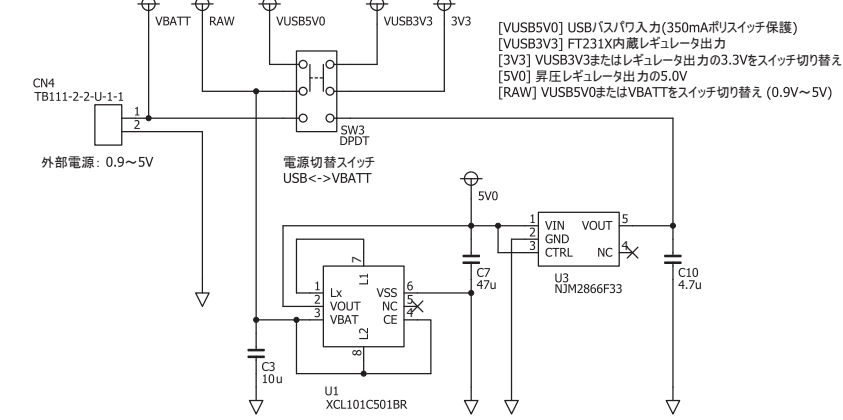 VBATT
RAW
VUSB5V0
VUSB3V3
3V3
[VUSB5V0] USBバスパワ入力(350mAポリスイッチ保護)
[VUSB3V3] FT231X内蔵レギュレータ出力
[3V3] VUSB3V3またはレギュレータ出力の3.3Vをスイッチ切り替え
[5V0] 昇圧レギュレータ出力の5.0V
[RAW] VUSB5V0またはVBATTをスイッチ切り替え (0.9V~5V)
CN4
TB111-2-2-U-1-1
1
2
外部電源: 0.9~5V
SW3
DPDT
電源切替スイッチ
USB<->VBATT
5V0
1
2
3
VIN
GND
CTRL
VOUT
NC
5
4
U3
NJM2866F33
C7
47u
C10
4.7u
7
L1
1
2
3
Lx
VOUT
VBAT
VSS
NC
CE
6
5
4
L2
8
C3
10u
U1
XCL101C501BR